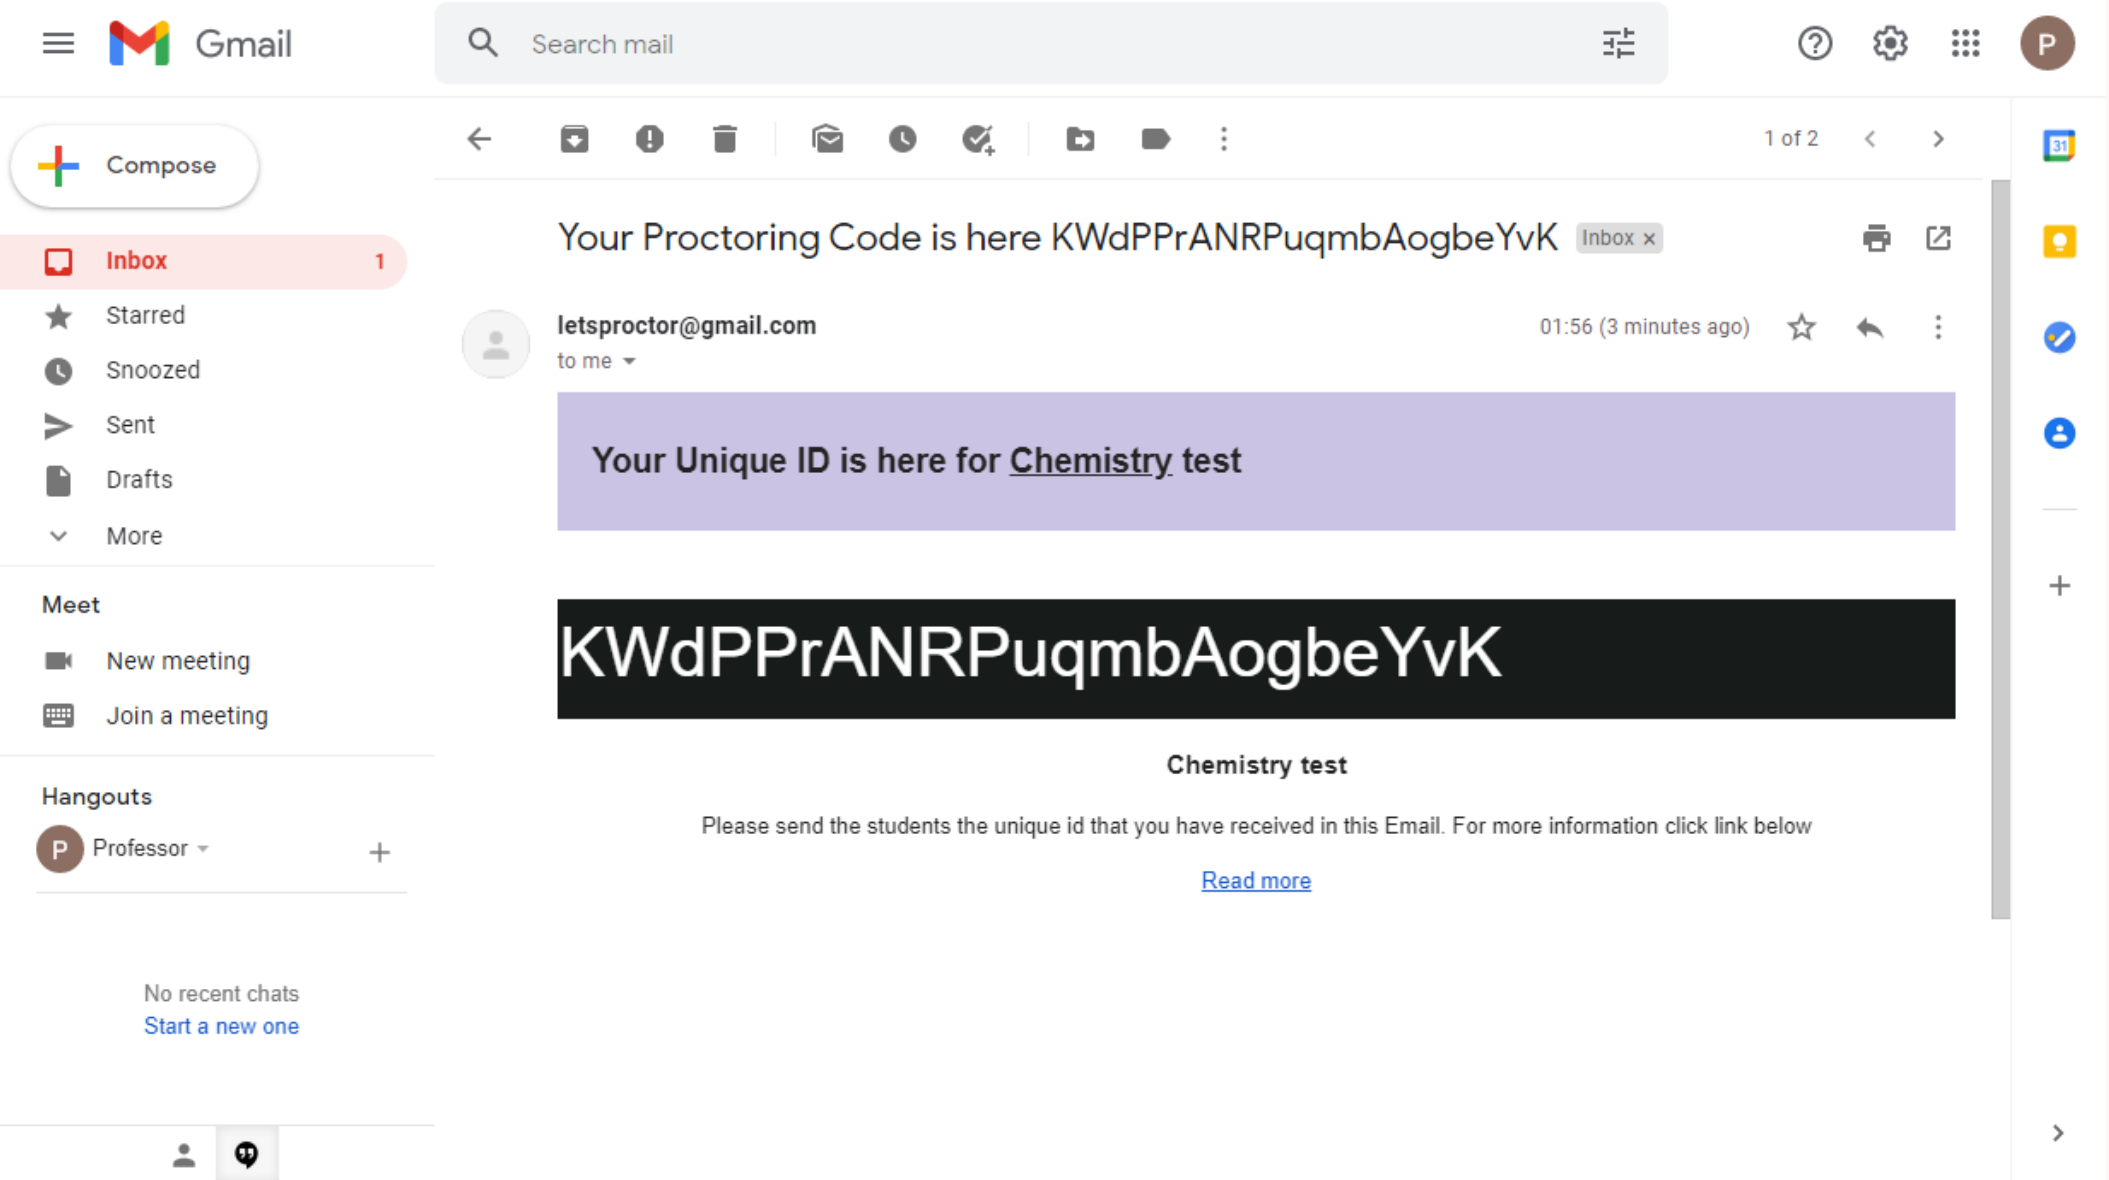 Gmail
Search mail
P
Compose
1 of 2
31
Your Proctoring Code is here KWdPPrANRPuqmbAogbeYvK Inbox x
Inbox 1
Starred
Snoozed
Sent
Drafts
More
letsproctor@gmail.com 01:56 (3 minutes ago)
to me
Your Unique ID is here for Chemistry test
KWdPPrANRPuqmbAogbeYvK
Chemistry test
Please send the students the unique id that you have received in this Email. For more information click link below
Read more
Meet
New meeting
Join a meeting
Hangouts
P Professor
No recent chats
Start a new one